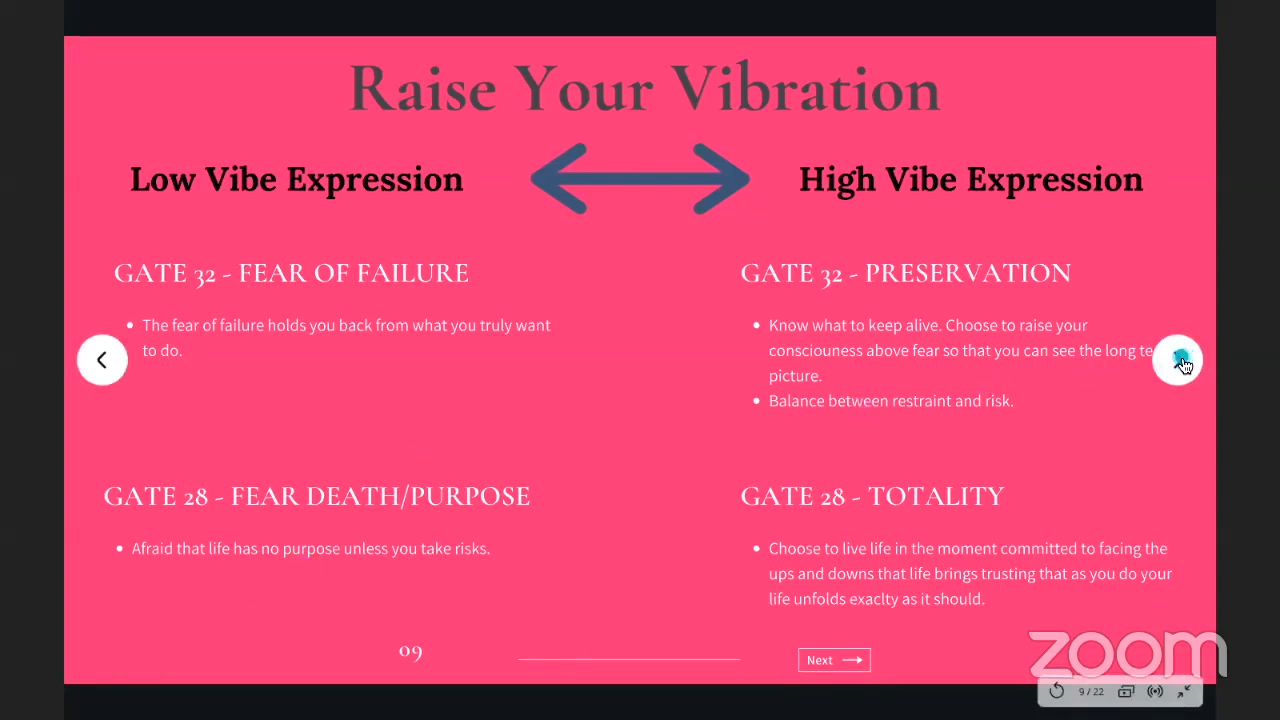 Raise Your Vibration
Low Vibe Expression
High Vibe Expression
GATE 32 - FEAR OF FAILURE
The fear of failure holds you back from what you truly want
to do.
GATE 32 - PRESERVATION
Know what to keep alive. Choose to raise your
consciouness above fear so that you can see the long
picture.
Balance between restraint and risk.
GATE 28 - FEAR DEATH/PURPOSE
Afraid that life has no purpose unless you take risks.
GATE 28 - TOTALITY
Choose to live life in the moment committed to facing the
ups and downs that life brings trusting that as you do your
life unfolds exaclty as it should.
09
Next
zoom
9 / 22